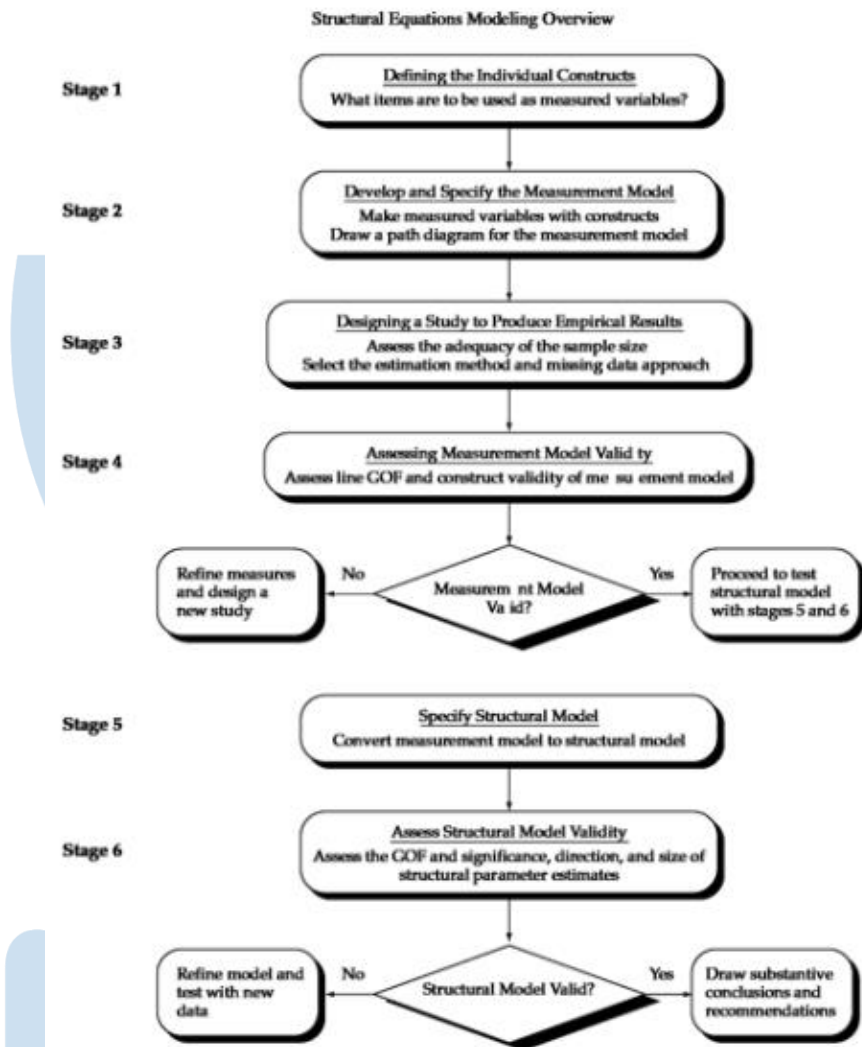 Structural Equations Modeling Overview
Stage 1
Defining the Individual Constructs
What items are to be used as measured variables?
Stage 2
Develop and Specify the Measurement Model
Make measured variables with constructs
Draw a path diagram for the measurement model
Stage 3
Designing a Study to Produce Empirical Results
Assess the adequacy of the sample size
Select the estimation method and missing data approach
Stage 4
Assessing Measurement Model Valid ty
Assess line GOF and construct validity of me su ement model
Refine measures
and design a
new study
No
Measurem nt Model
Va id?
Yes
Proceed to test
structural model
with stages 5 and 6
Stage 5
Specify Structural Model
Convert measurement model to structural model
Stage 6
Assess Structural Model Validity
Assess the GOF and significance, direction, and size of
structural parameter estimates
Refine model and
test with new
data
No
Structural Model Valid?
Yes
Draw substantive
conclusions and
recommendations